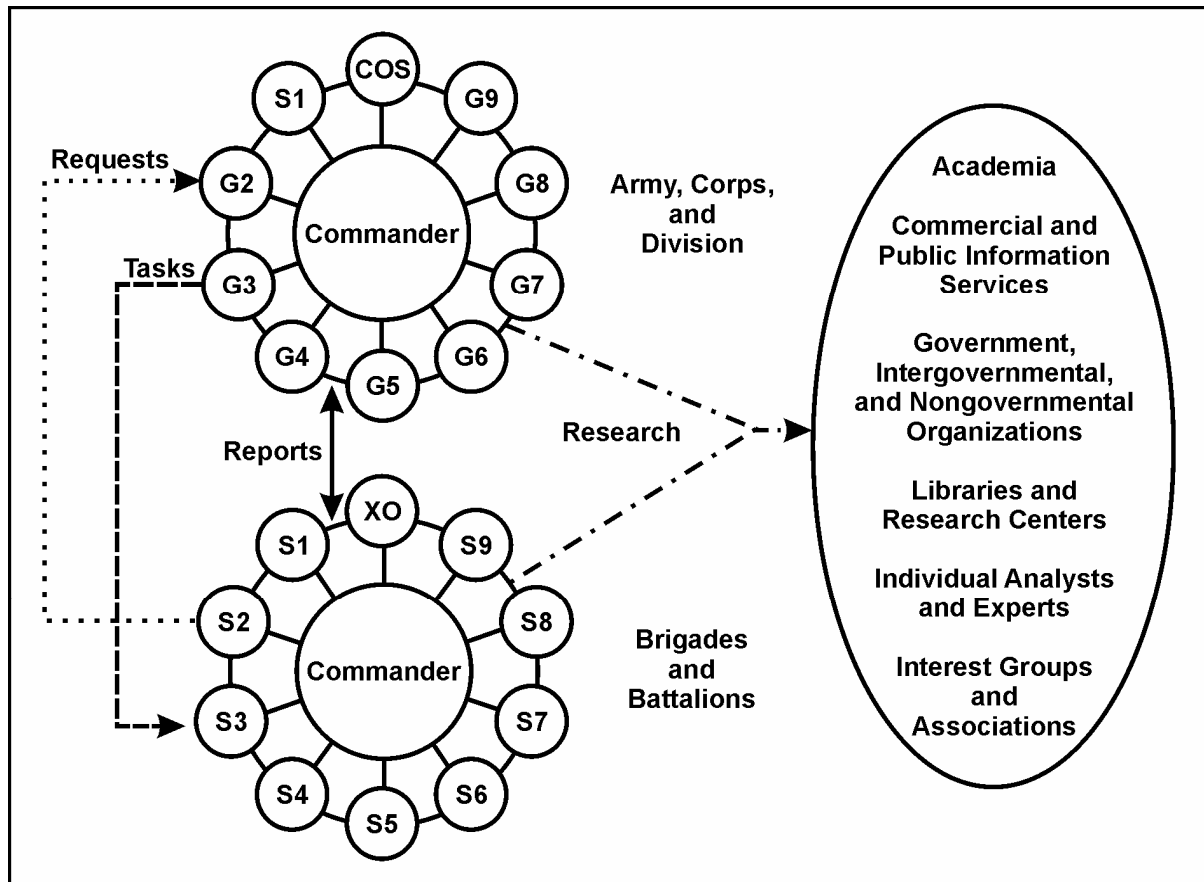 COS
S1
G9
Requests
G2
G8
Commander
Army, Corps,
and
Division
Tasks
G3
G7
G4
G6
G5
Reports
Research
XO
S1
S9
S2
S8
Commander
Brigades
and
Battalions
S3
S7
S4
S6
S5
Academia
Commercial and
Public Information
Services
Government,
Intergovernmental,
and Nongovernmental
Organizations
Libraries and
Research Centers
Individual Analysts
and Experts
Interest Groups
and
Associations